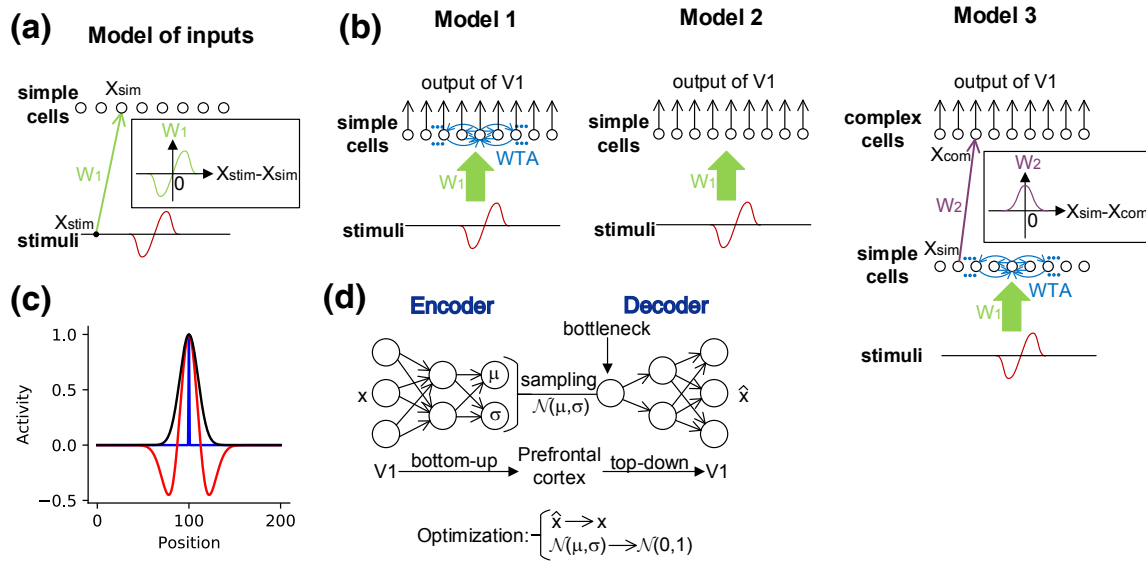 (a)
Model of inputs
Xsim
simple
cells
W1
W1
0
Xstim-Xsim
Xstim
stimuli
(b)
Model 1
output of V1
simple
cells
WTA
W1
stimuli
Model 2
output of V1
simple
cells
W1
stimuli
Model 3
output of V1
complex
cells
Xcom
W2
W2
0
Xsim-Xcom
Xsim
simple
cells
WTA
W1
stimuli
(c)
1.0
0.5
0.0
−0.5
Activity
0
100
200
Position
(d)
Encoder
Decoder
bottleneck
x
μ
σ
sampling
𝒩(μ,σ)
x̂
V1
bottom-up
Prefrontal
cortex
top-down
V1
Optimization:
x̂ → x
𝒩(μ,σ) → 𝒩(0,1)